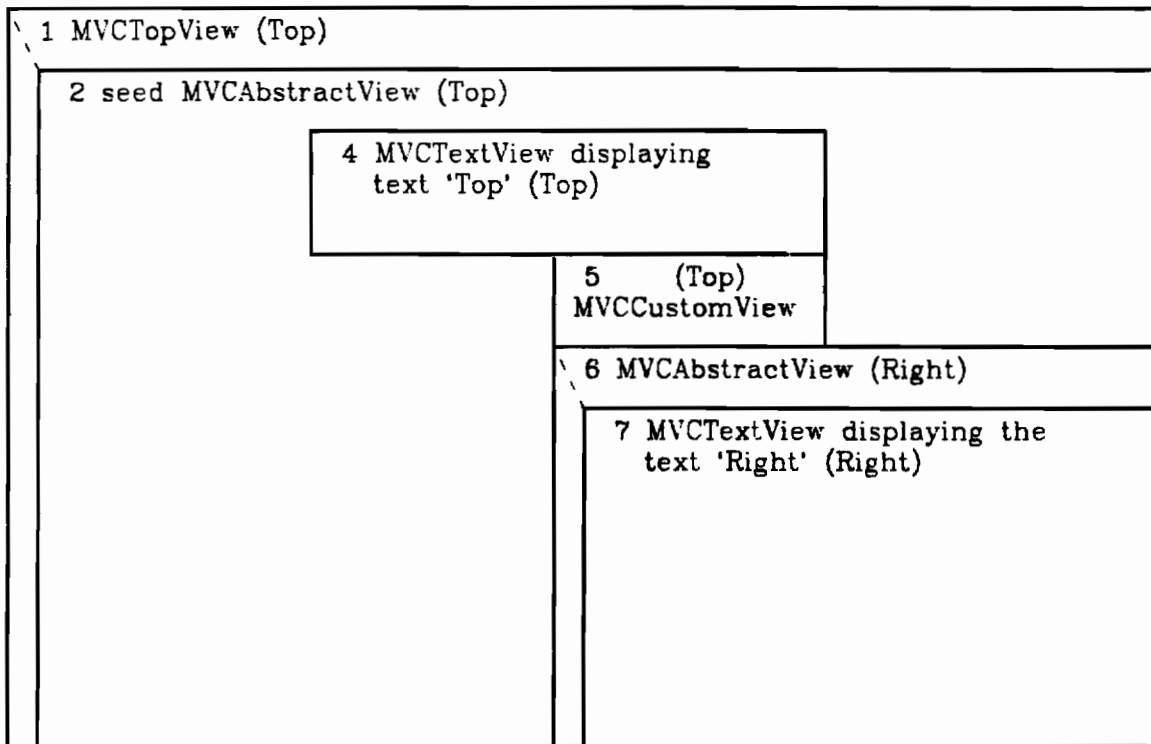 1 MVCTopView (Top)
2 seed MVCAbstractView (Top)
4 MVCTextView displaying
text 'Top' (Top)
5 (Top)
MVCCustomView
6 MVCAbstractView (Right)
7 MVCTextView displaying the
text 'Right' (Right)